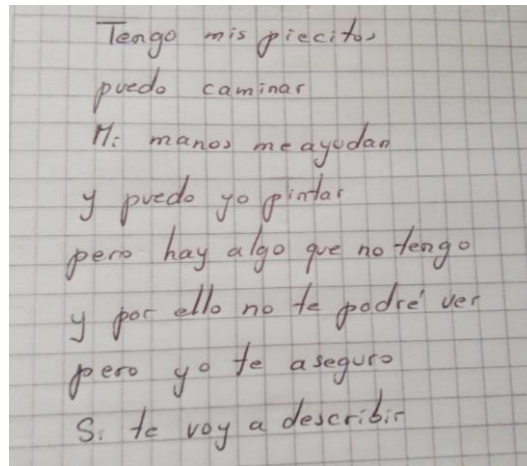 Tengo mis piecitos
puedo caminar
Mi manos me ayudan
y puedo yo pintar
pero hay algo que no tengo
y por ello no te podré ver
pero yo te aseguro
Si te voy a describir